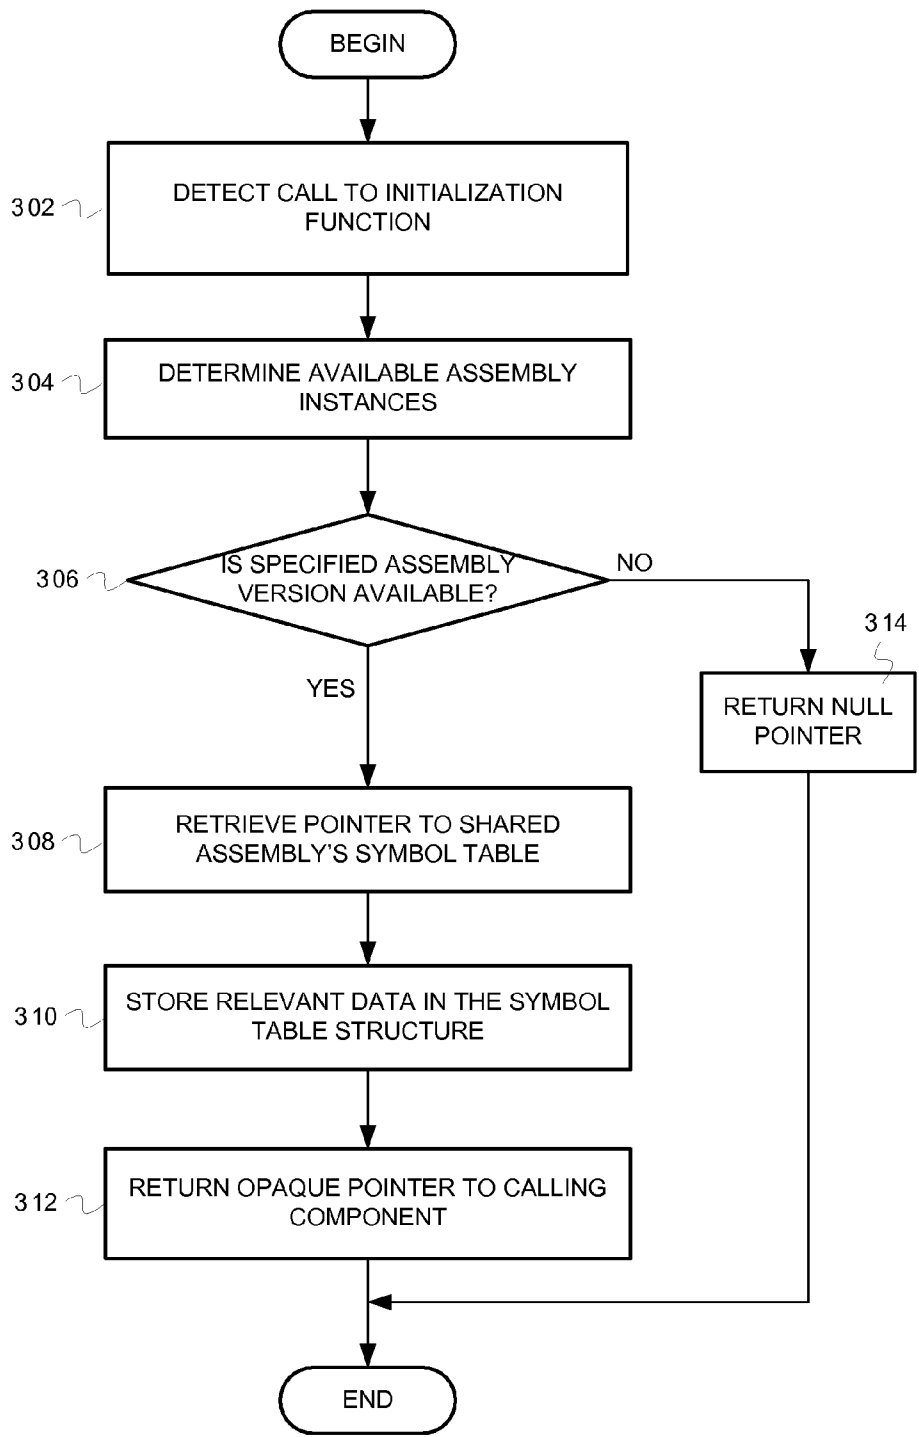 BEGIN
302
DETECT CALL TO INITIALIZATION
FUNCTION
304
DETERMINE AVAILABLE ASSEMBLY
INSTANCES
306
IS SPECIFIED ASSEMBLY
VERSION AVAILABLE?
NO
YES
314
RETURN NULL
POINTER
308
RETRIEVE POINTER TO SHARED
ASSEMBLY'S SYMBOL TABLE
310
STORE RELEVANT DATA IN THE SYMBOL
TABLE STRUCTURE
312
RETURN OPAQUE POINTER TO CALLING
COMPONENT
END